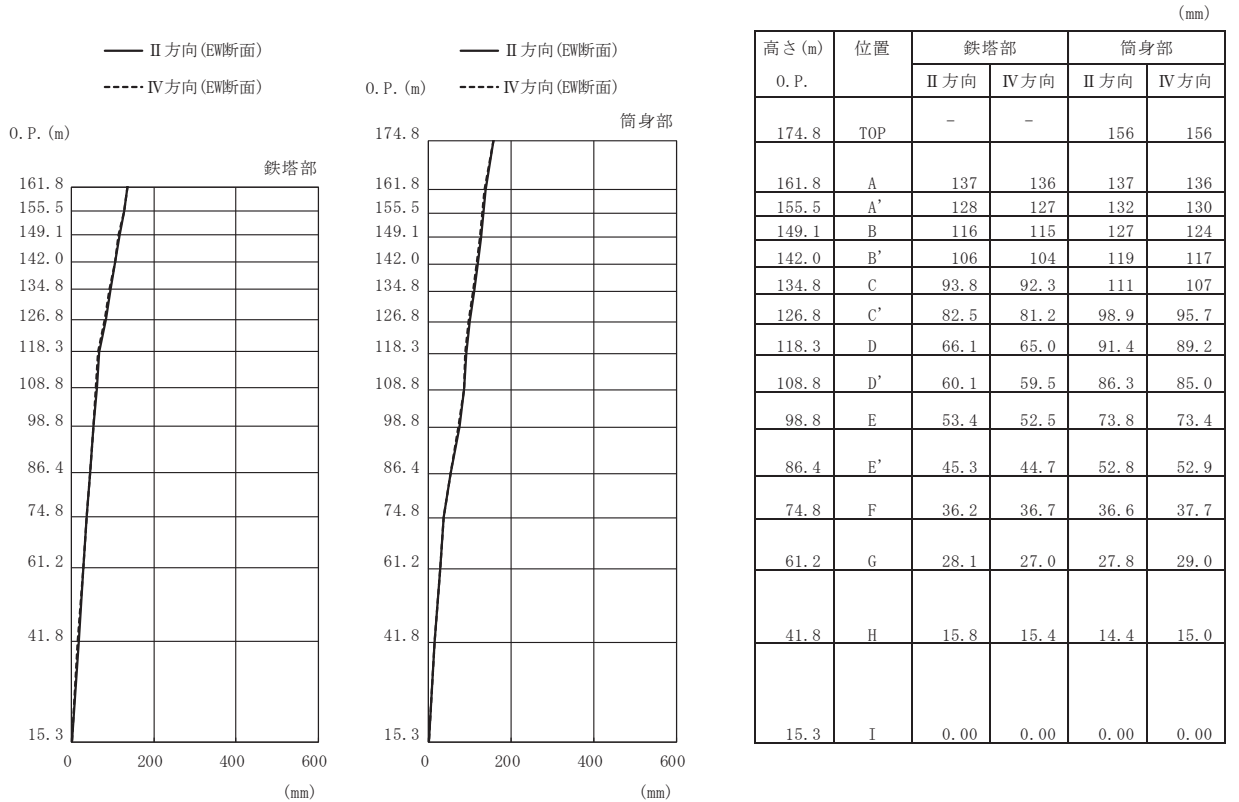 II 方向(EW断面)
IV方向(EW断面)
O.P.(m)
鉄塔部
161.8
155.5
149.1
142.0
134.8
126.8
118.3
108.8
98.8
86.4
74.8
61.2
41.8
15.3
0 200 400 600
(mm)
II 方向(EW断面)
O.P.(m) IV方向(EW断面)
筒身部
174.8
161.8
155.5
149.1
142.0
134.8
126.8
118.3
108.8
98.8
86.4
74.8
61.2
41.8
15.3
0 200 400 600
(mm)
(mm)
高さ(m) 位置 鉄塔部 筒身部
O.P. II方向 IV方向 II方向 IV方向
174.8 TOP － － 156 156
161.8 A 137 136 137 136
155.5 A' 128 127 132 130
149.1 B 116 115 127 124
142.0 B' 106 104 119 117
134.8 C 93.8 92.3 111 107
126.8 C' 82.5 81.2 98.9 95.7
118.3 D 66.1 65.0 91.4 89.2
108.8 D' 60.1 59.5 86.3 85.0
98.8 E 53.4 52.5 73.8 73.4
86.4 E' 45.3 44.7 52.8 52.9
74.8 F 36.2 36.7 36.6 37.7
61.2 G 28.1 27.0 27.8 29.0
41.8 H 15.8 15.4 14.4 15.0
15.3 I 0.00 0.00 0.00 0.00